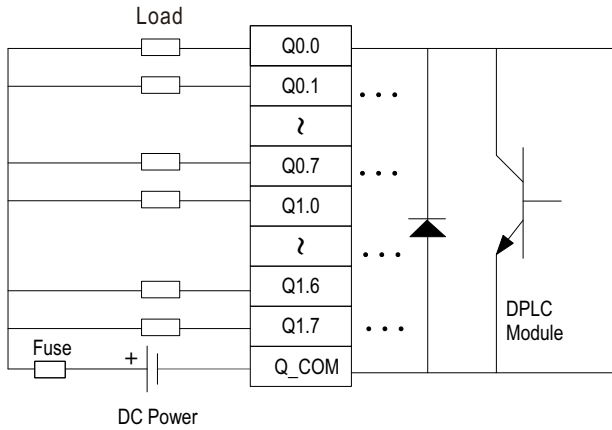 Load
Q0.0
Q0.1
~
Q0.7
Q1.0
~
Q1.6
Q1.7
Q_COM
Fuse
+
DC Power
DPLC
Module